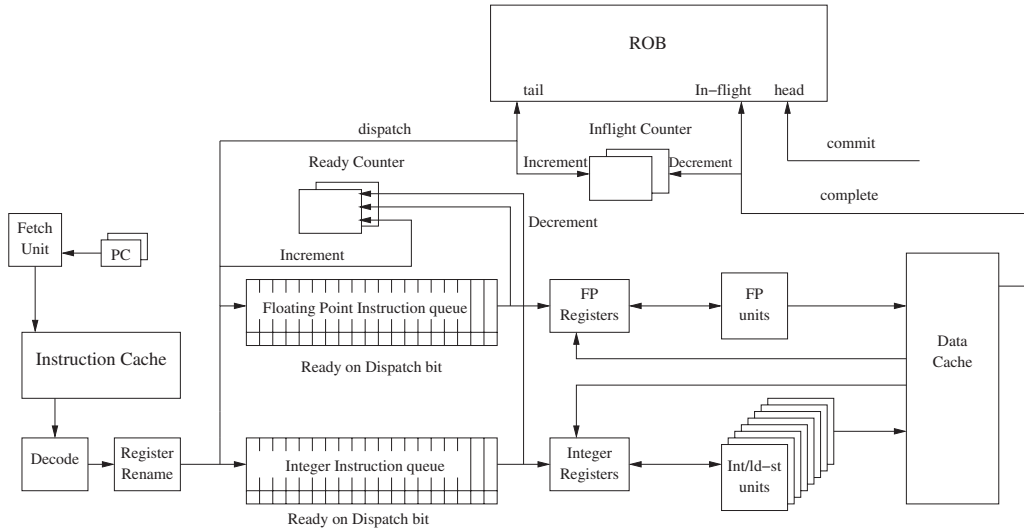 ROB
tail
In-flight
head
dispatch
Inflight Counter
commit
Ready Counter
Increment
Decrement
complete
Fetch
Unit
PC
Decrement
Increment
Floating Point Instruction queue
FP
Registers
FP
units
Instruction Cache
Ready on Dispatch bit
Data
Cache
Decode
Register
Rename
Integer Instruction queue
Integer
Registers
Int/ld-st
units
Ready on Dispatch bit